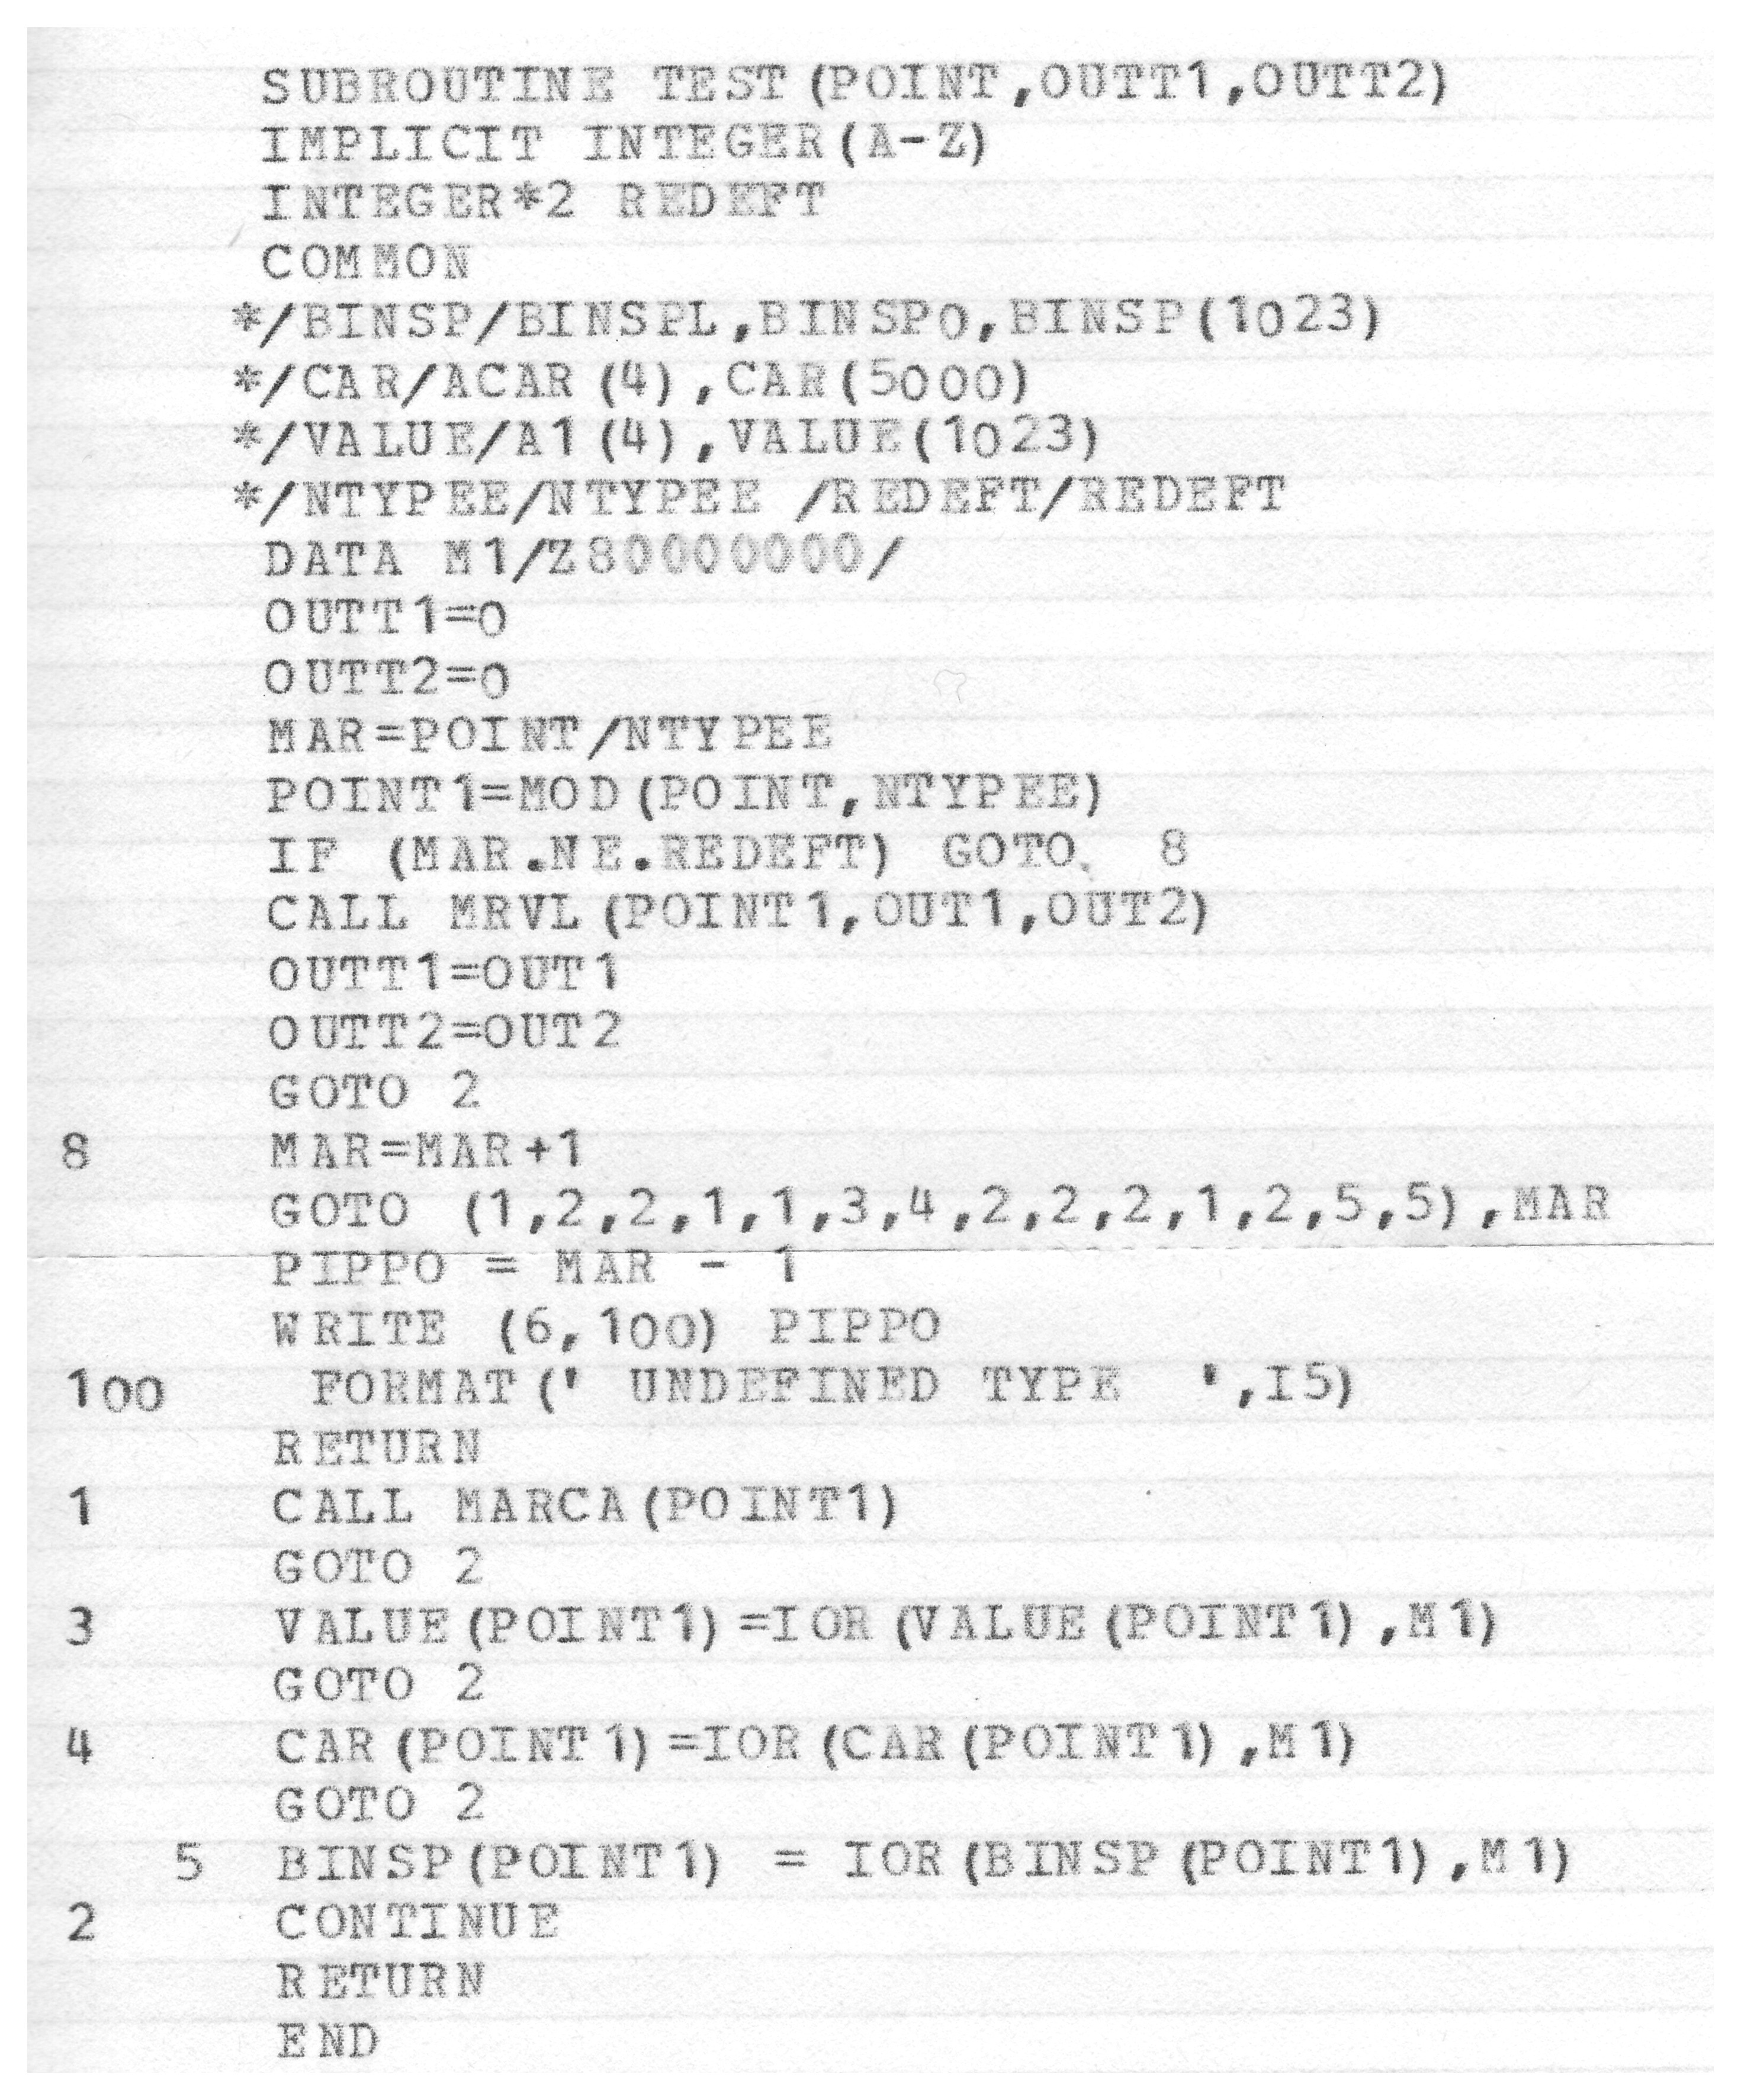 SUBROUTINE TEST(POINT,OUTT1,OUTT2)
IMPLICIT INTEGER(A-Z)
INTEGER*2 REDEFT
COMMON
*/BINSP/BINSPL,BINSP0,BINSP(1023)
*/CAR/ACAR(4),CAR(5000)
*/VALUE/A1(4),VALUE(1023)
*/NTYPEE/NTYPEE /REDEFT/REDEFT
DATA M1/Z80000000/
OUTT1=0
OUTT2=0
MAR=POINT/NTYPEE
POINT1=MOD(POINT,NTYPEE)
IF (MAR.NE.REDEFT) GOTO 8
CALL MRVL(POINT1,OUT1,OUT2)
OUTT1=OUT1
OUTT2=OUT2
GOTO 2
8 MAR=MAR+1
GOTO (1,2,2,1,1,3,4,2,2,2,1,2,5,5),MAR
PIPPO = MAR - 1
WRITE (6,100) PIPPO
100 FORMAT(' UNDEFINED TYPE ',I5)
RETURN
1 CALL MARCA(POINT1)
GOTO 2
3 VALUE(POINT1)=IOR(VALUE(POINT1),M1)
GOTO 2
4 CAR(POINT1)=IOR(CAR(POINT1),M1)
GOTO 2
5 BINSP(POINT1) = IOR(BINSP(POINT1),M1)
2 CONTINUE
RETURN
END